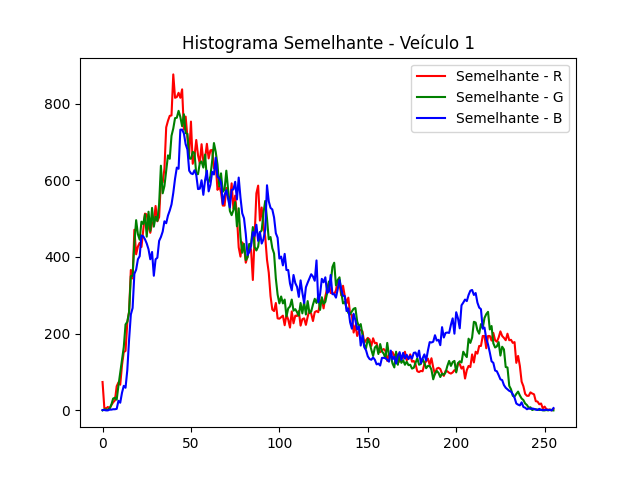 Histograma Semelhante - Veículo 1
Semelhante - R
Semelhante - G
Semelhante - B
800
600
400
200
0
0 50 100 150 200 250